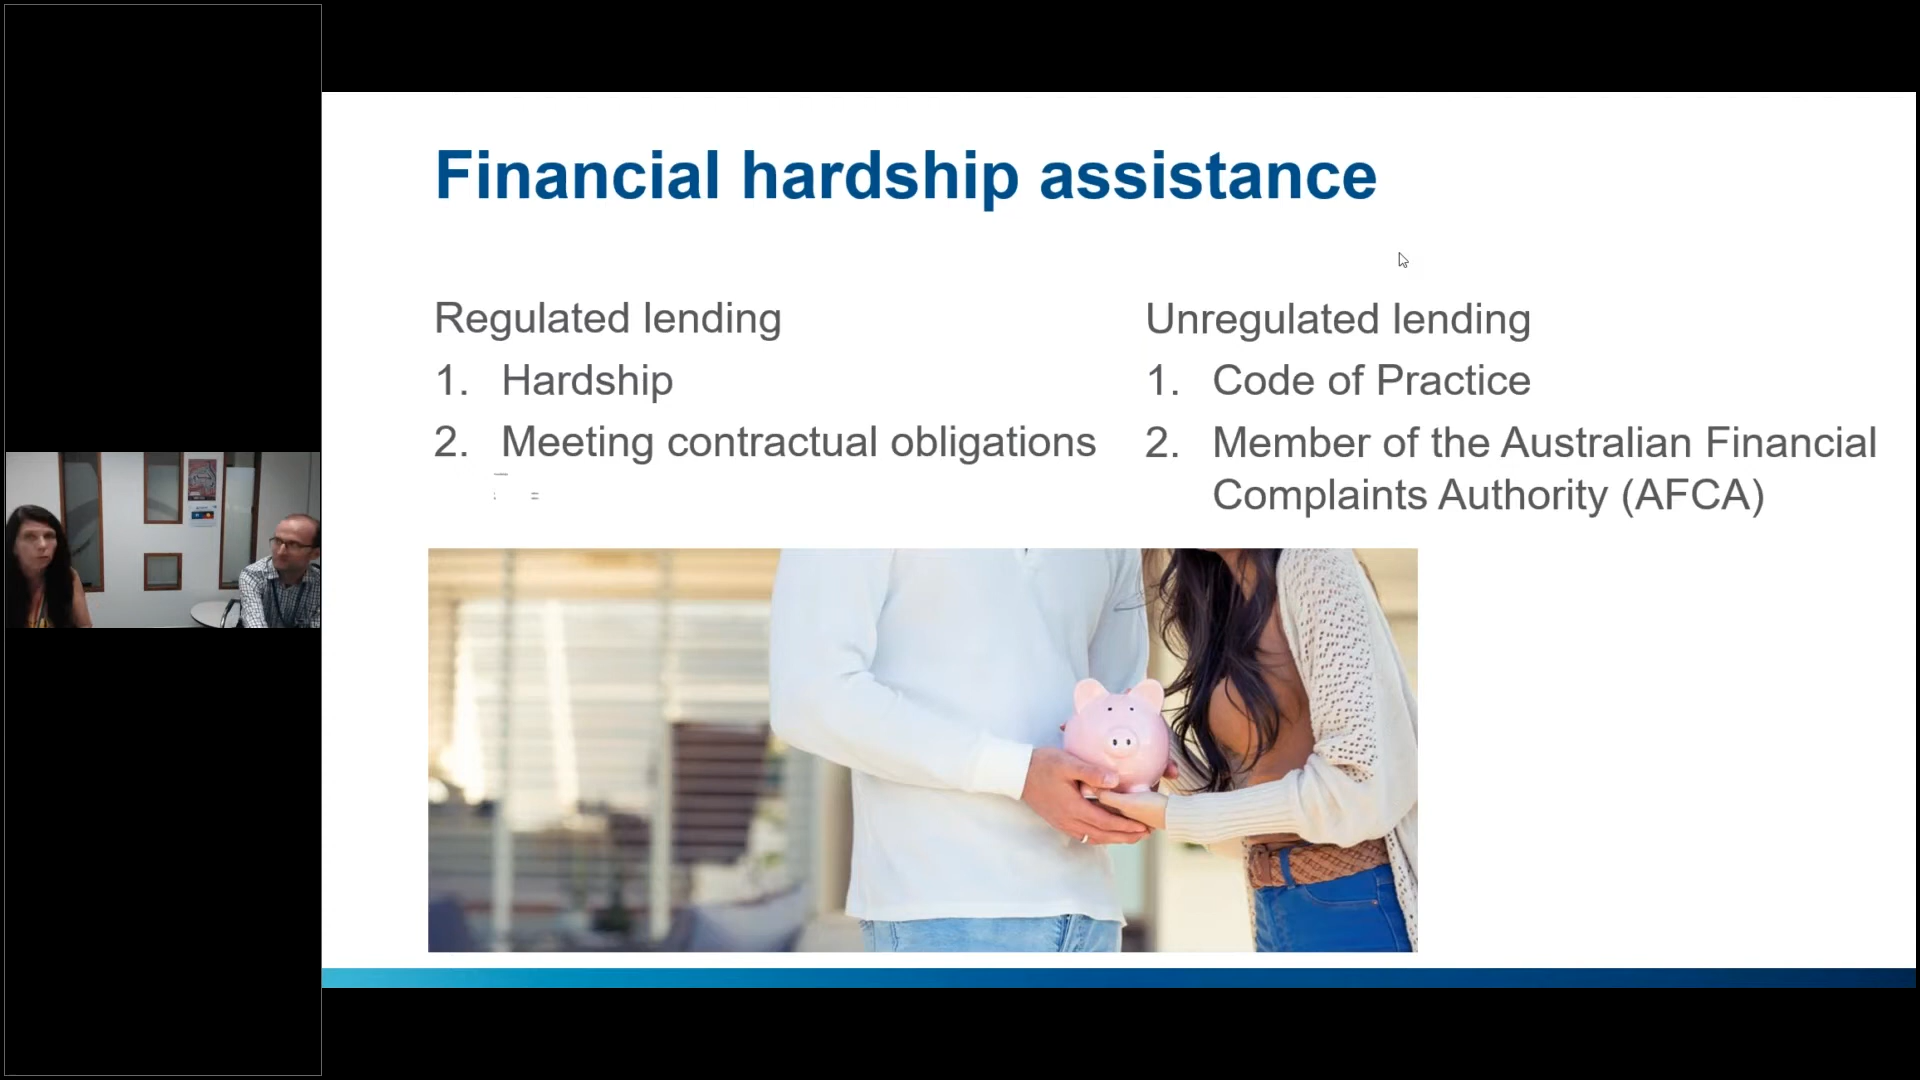 Financial hardship assistance
Regulated lending
1. Hardship
2. Meeting contractual obligations
Unregulated lending
1. Code of Practice
2. Member of the Australian Financial
Complaints Authority (AFCA)